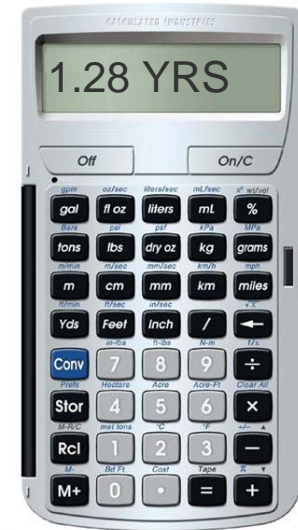 CALCULATED INDUSTRIES
1.28 YRS
Off On/C
gpm oz/sec liters/sec mL/sec x² wt/vol
gal fl oz liters mL %
Bars psi psf kPa MPa
tons lbs dry oz kg grams
m/min m/sec mm/sec km/h mph
m cm mm km miles
ft/min ft/sec in/sec √x
Yds Feet Inch / ←
in-lbs ft-lbs N-m 1/x
Conv 7 8 9 ÷
Prefs Hectare Acre Acre-Ft Clear All
Stor 4 5 6 ×
M-R/C met tons °C °F +/- ▲
Rcl 1 2 3 −
M- Bd Ft Cost Tape % ▼
M+ 0 • = +